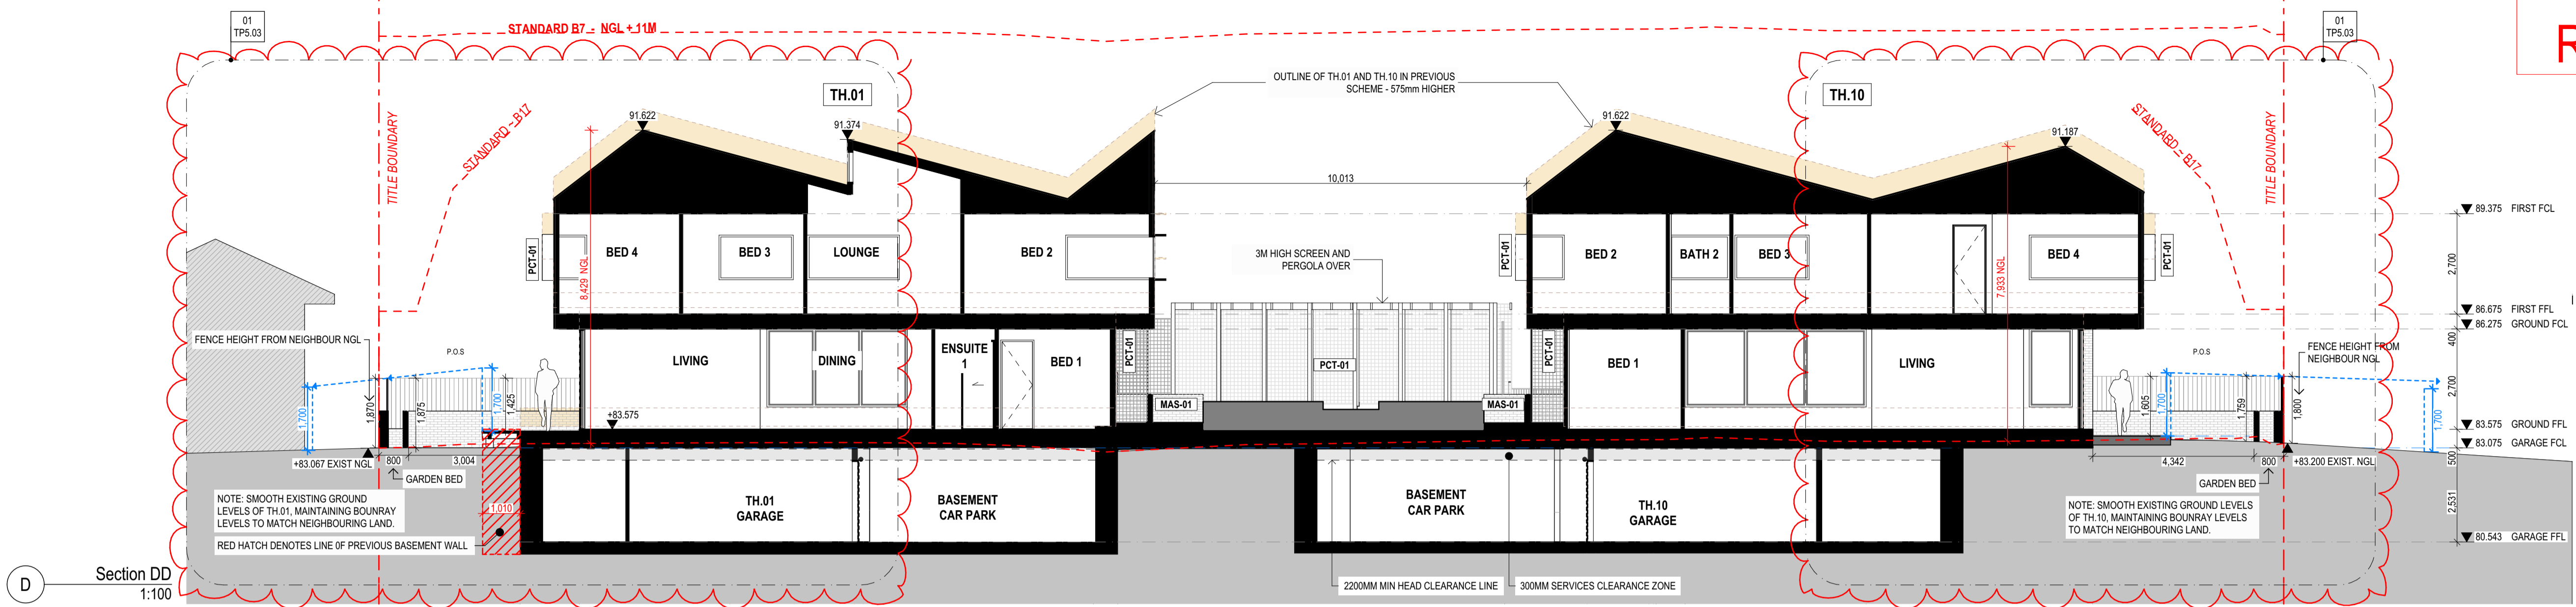 01
TP5.03
STANDARD B7 - NGL + 11M
01
TP5.03
R
OUTLINE OF TH.01 AND TH.10 IN PREVIOUS
SCHEME - 575mm HIGHER
TH.01
TH.10
91.622
91.374
91.622
91.187
STANDARD ~ B17
TITLE BOUNDARY
STANDARD ~ B17
TITLE BOUNDARY
10,013
89.375 FIRST FCL
PCT-01
BED 4
BED 3
LOUNGE
BED 2
3M HIGH SCREEN AND
PERGOLA OVER
PCT-01
BED 2
BATH 2
BED 3
BED 4
PCT-01
8,429 NGL
7,933 NGL
2,700
86.675 FIRST FFL
86.275 GROUND FCL
400
FENCE HEIGHT FROM NEIGHBOUR NGL
P.O.S
LIVING
DINING
ENSUITE
1
BED 1
PCT-01
PCT-01
PCT-01
BED 1
LIVING
P.O.S
FENCE HEIGHT FROM
NEIGHBOUR NGL
2,700
1,700
1,870
1,875
1,700
1,425
+83.575
MAS-01
MAS-01
1,605
1,700
1,759
1,800
1,700
83.575 GROUND FFL
83.075 GARAGE FCL
500
+83.067 EXIST NGL
800
3,004
GARDEN BED
4,342
800
+83.200 EXIST. NGL
GARDEN BED
NOTE: SMOOTH EXISTING GROUND
LEVELS OF TH.01, MAINTAINING BOUNRAY
LEVELS TO MATCH NEIGHBOURING LAND.
1,010
TH.01
GARAGE
BASEMENT
CAR PARK
BASEMENT
CAR PARK
TH.10
GARAGE
NOTE: SMOOTH EXISTING GROUND LEVELS
OF TH.10, MAINTAINING BOUNRAY LEVELS
TO MATCH NEIGHBOURING LAND.
2,531
RED HATCH DENOTES LINE OF PREVIOUS BASEMENT WALL
80.543 GARAGE FFL
D
Section DD
1:100
2200MM MIN HEAD CLEARANCE LINE
300MM SERVICES CLEARANCE ZONE